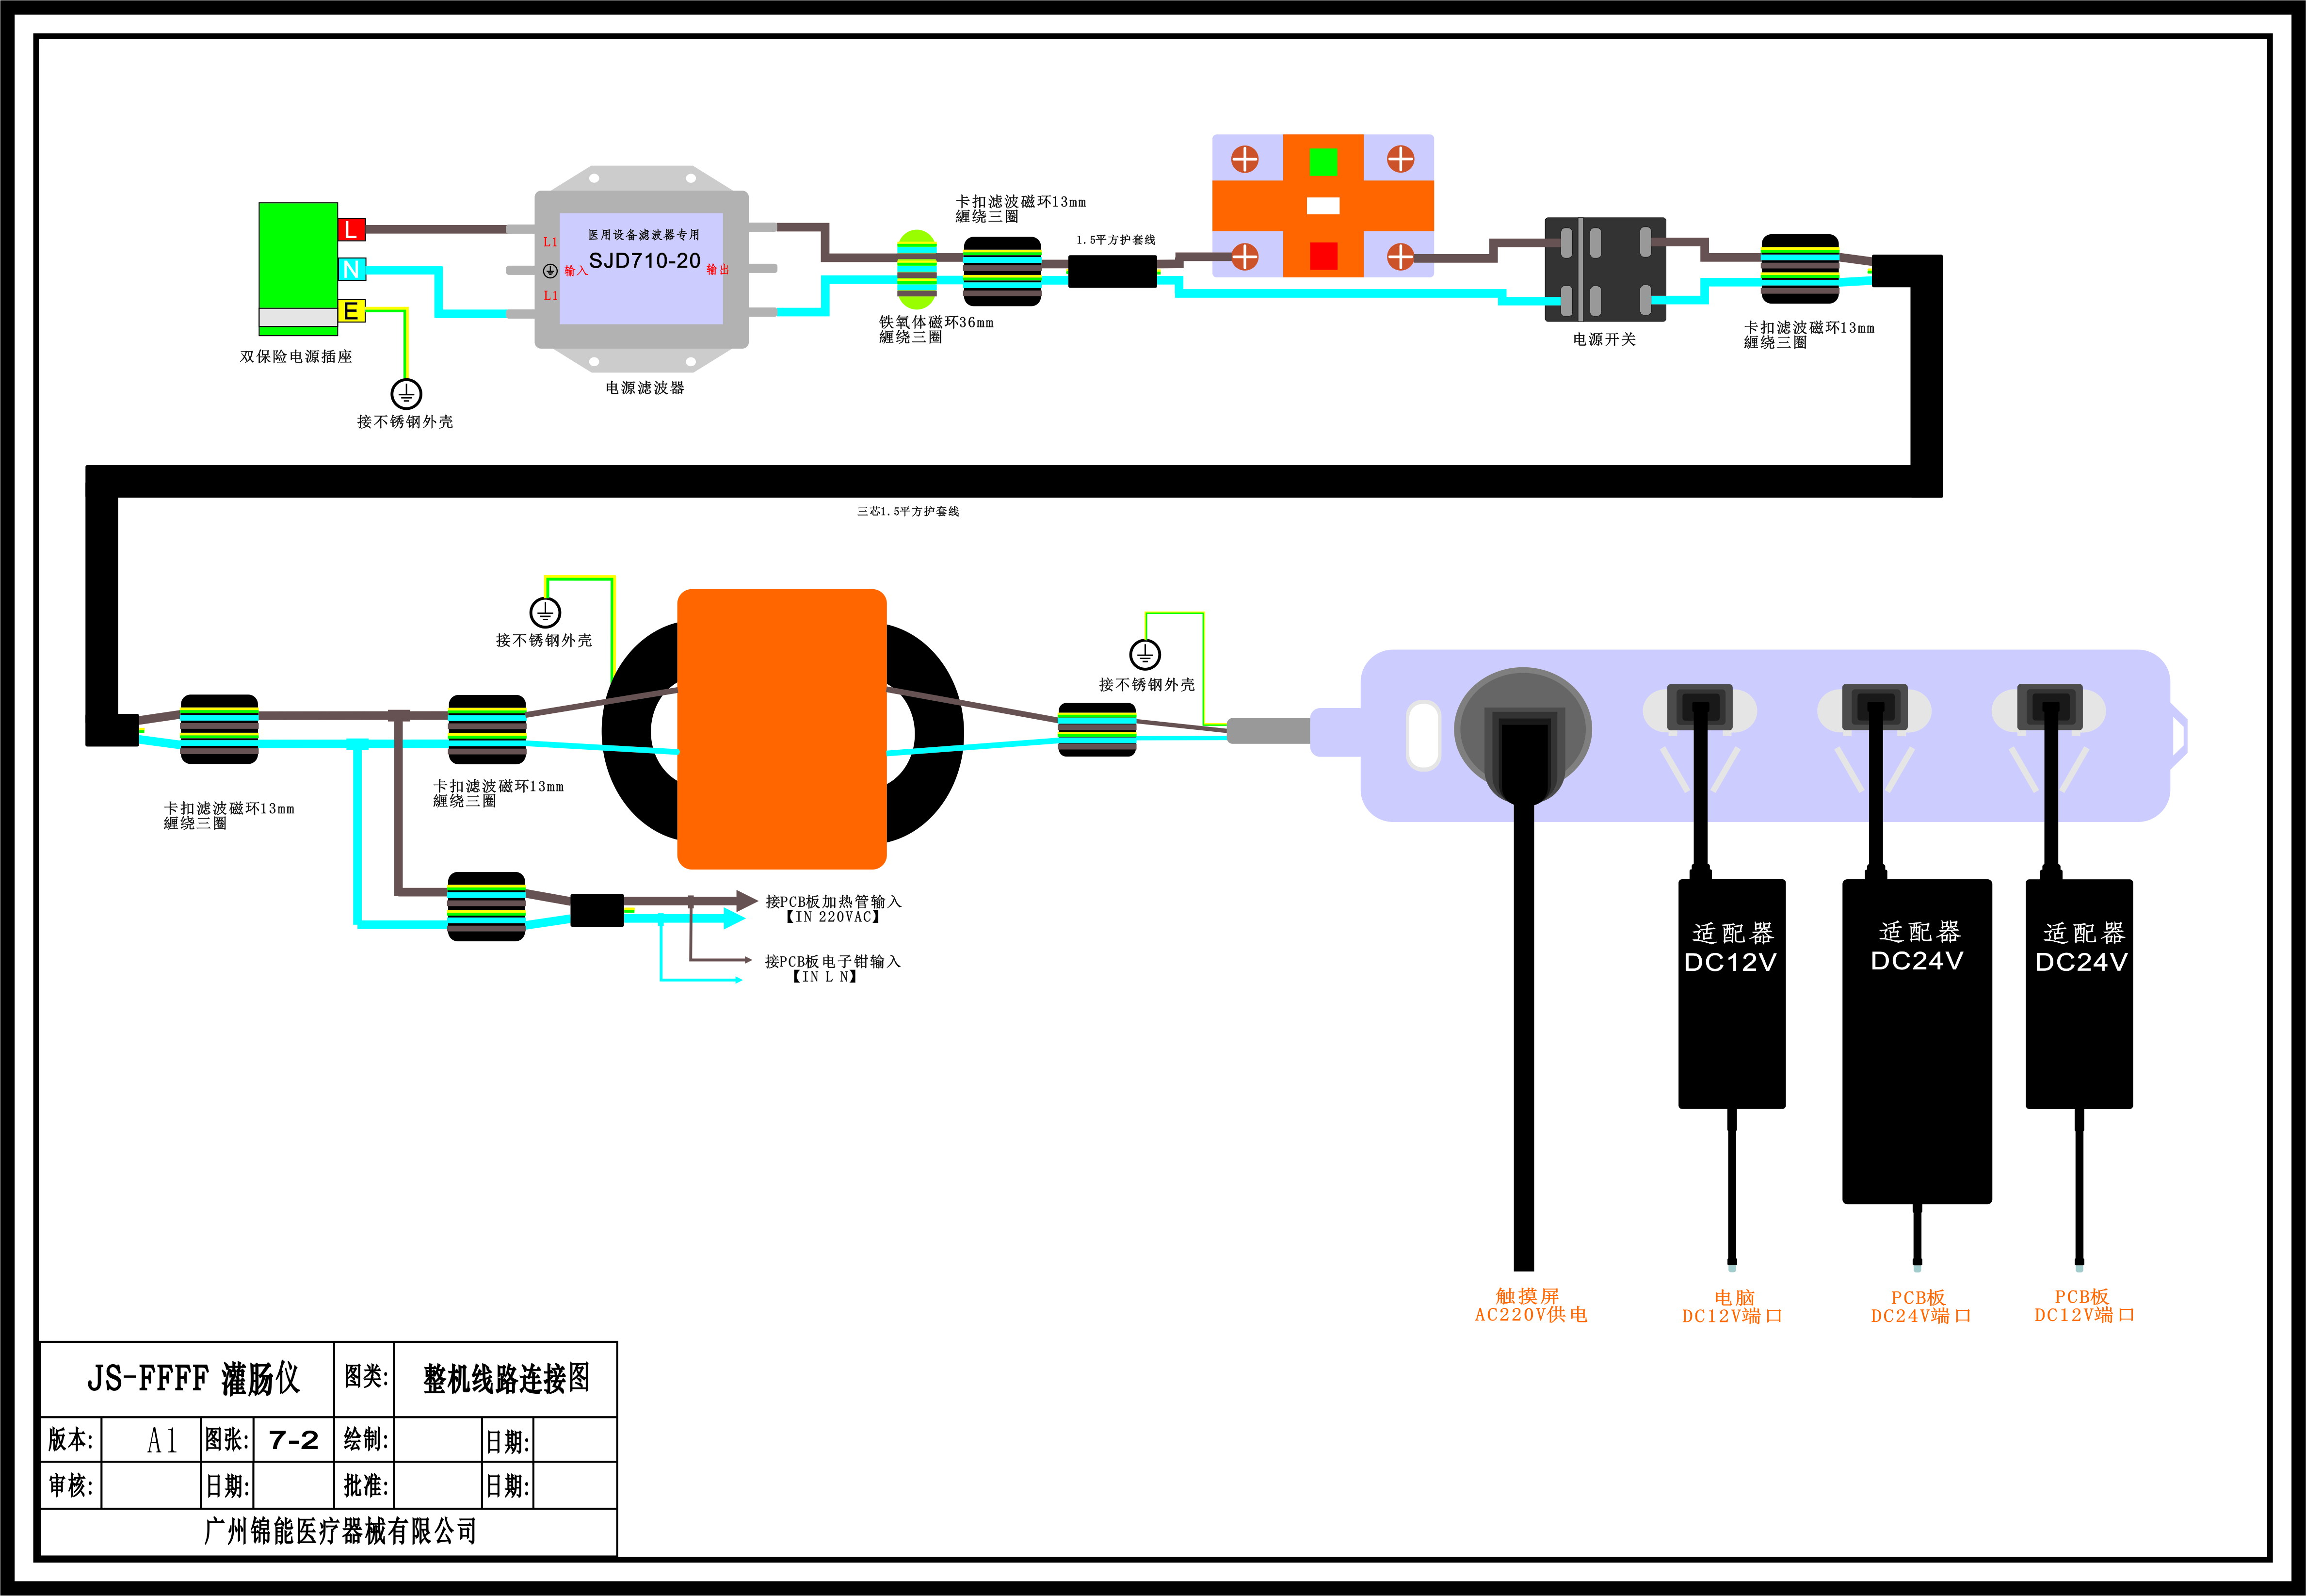 L
N
E
双保险电源插座
接不锈钢外壳
L1
输入
L1
医用设备滤波器专用
SJD710-20
输出
电源滤波器
铁氧体磁环36mm
纏绕三圈
卡扣滤波磁环13mm
纏绕三圈
1.5平方护套线
电源开关
卡扣滤波磁环13mm
纏绕三圈
三芯1.5平方护套线
接不锈钢外壳
接不锈钢外壳
卡扣滤波磁环13mm
纏绕三圈
卡扣滤波磁环13mm
纏绕三圈
接PCB板加热管输入
【IN 220VAC】
接PCB板电子钳输入
【IN L N】
适配器
DC12V
适配器
DC24V
适配器
DC24V
触摸屏
AC220V供电
电脑
DC12V端口
PCB板
DC24V端口
PCB板
DC12V端口
JS-FFFF 灌肠仪
图类:
整机线路连接图
版本:
A1
图张:
7-2
绘制:
日期:
审核:
日期:
批准:
日期:
广州锦能医疗器械有限公司